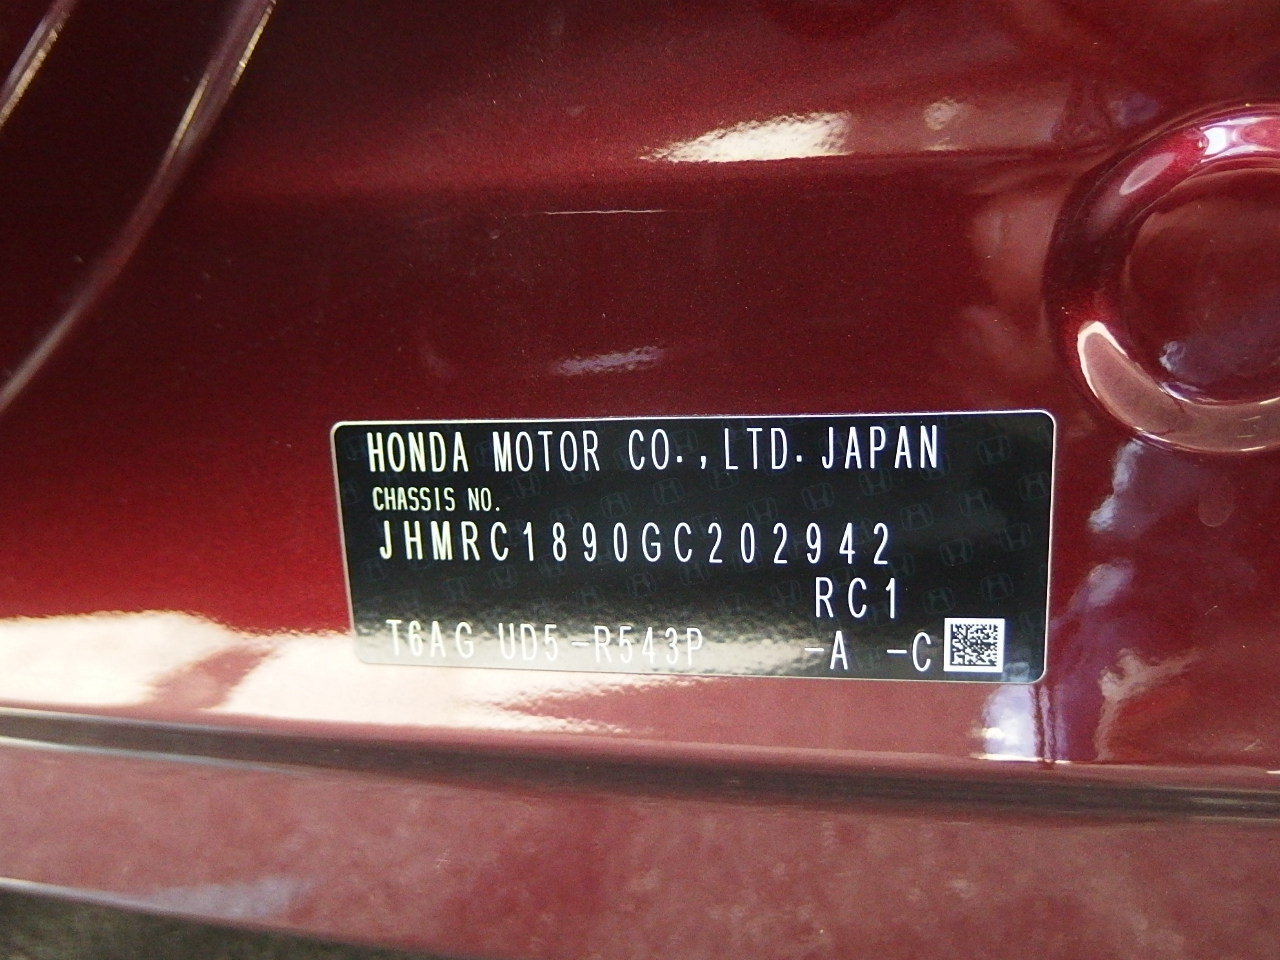 HONDA MOTOR CO.,LTD. JAPAN
CHASSIS NO.
JHMRC1890GC202942
RC1
T6AG UD5-R543P -A -C